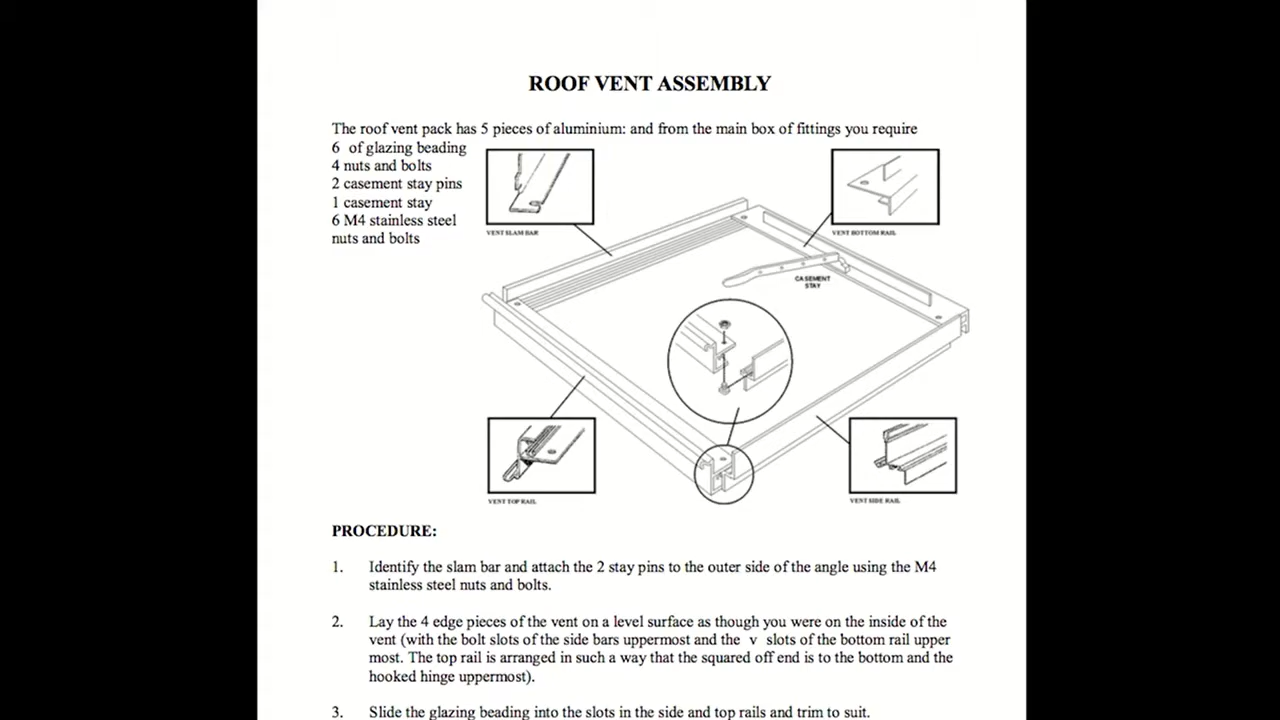 ROOF VENT ASSEMBLY
The roof vent pack has 5 pieces of aluminium: and from the main box of fittings you require
6 of glazing beading
4 nuts and bolts
2 casement stay pins
1 casement stay
6 M4 stainless steel
nuts and bolts
VENT SLAM BAR
VENT BOTTOM RAIL
CASEMENT
STAY
VENT TOP RAIL
VENT SIDE RAIL
PROCEDURE:
1. Identify the slam bar and attach the 2 stay pins to the outer side of the angle using the M4
stainless steel nuts and bolts.
2. Lay the 4 edge pieces of the vent on a level surface as though you were on the inside of the
vent (with the bolt slots of the side bars uppermost and the v slots of the bottom rail upper
most. The top rail is arranged in such a way that the squared off end is to the bottom and the
hooked hinge uppermost).
3. Slide the glazing beading into the slots in the side and top rails and trim to suit.